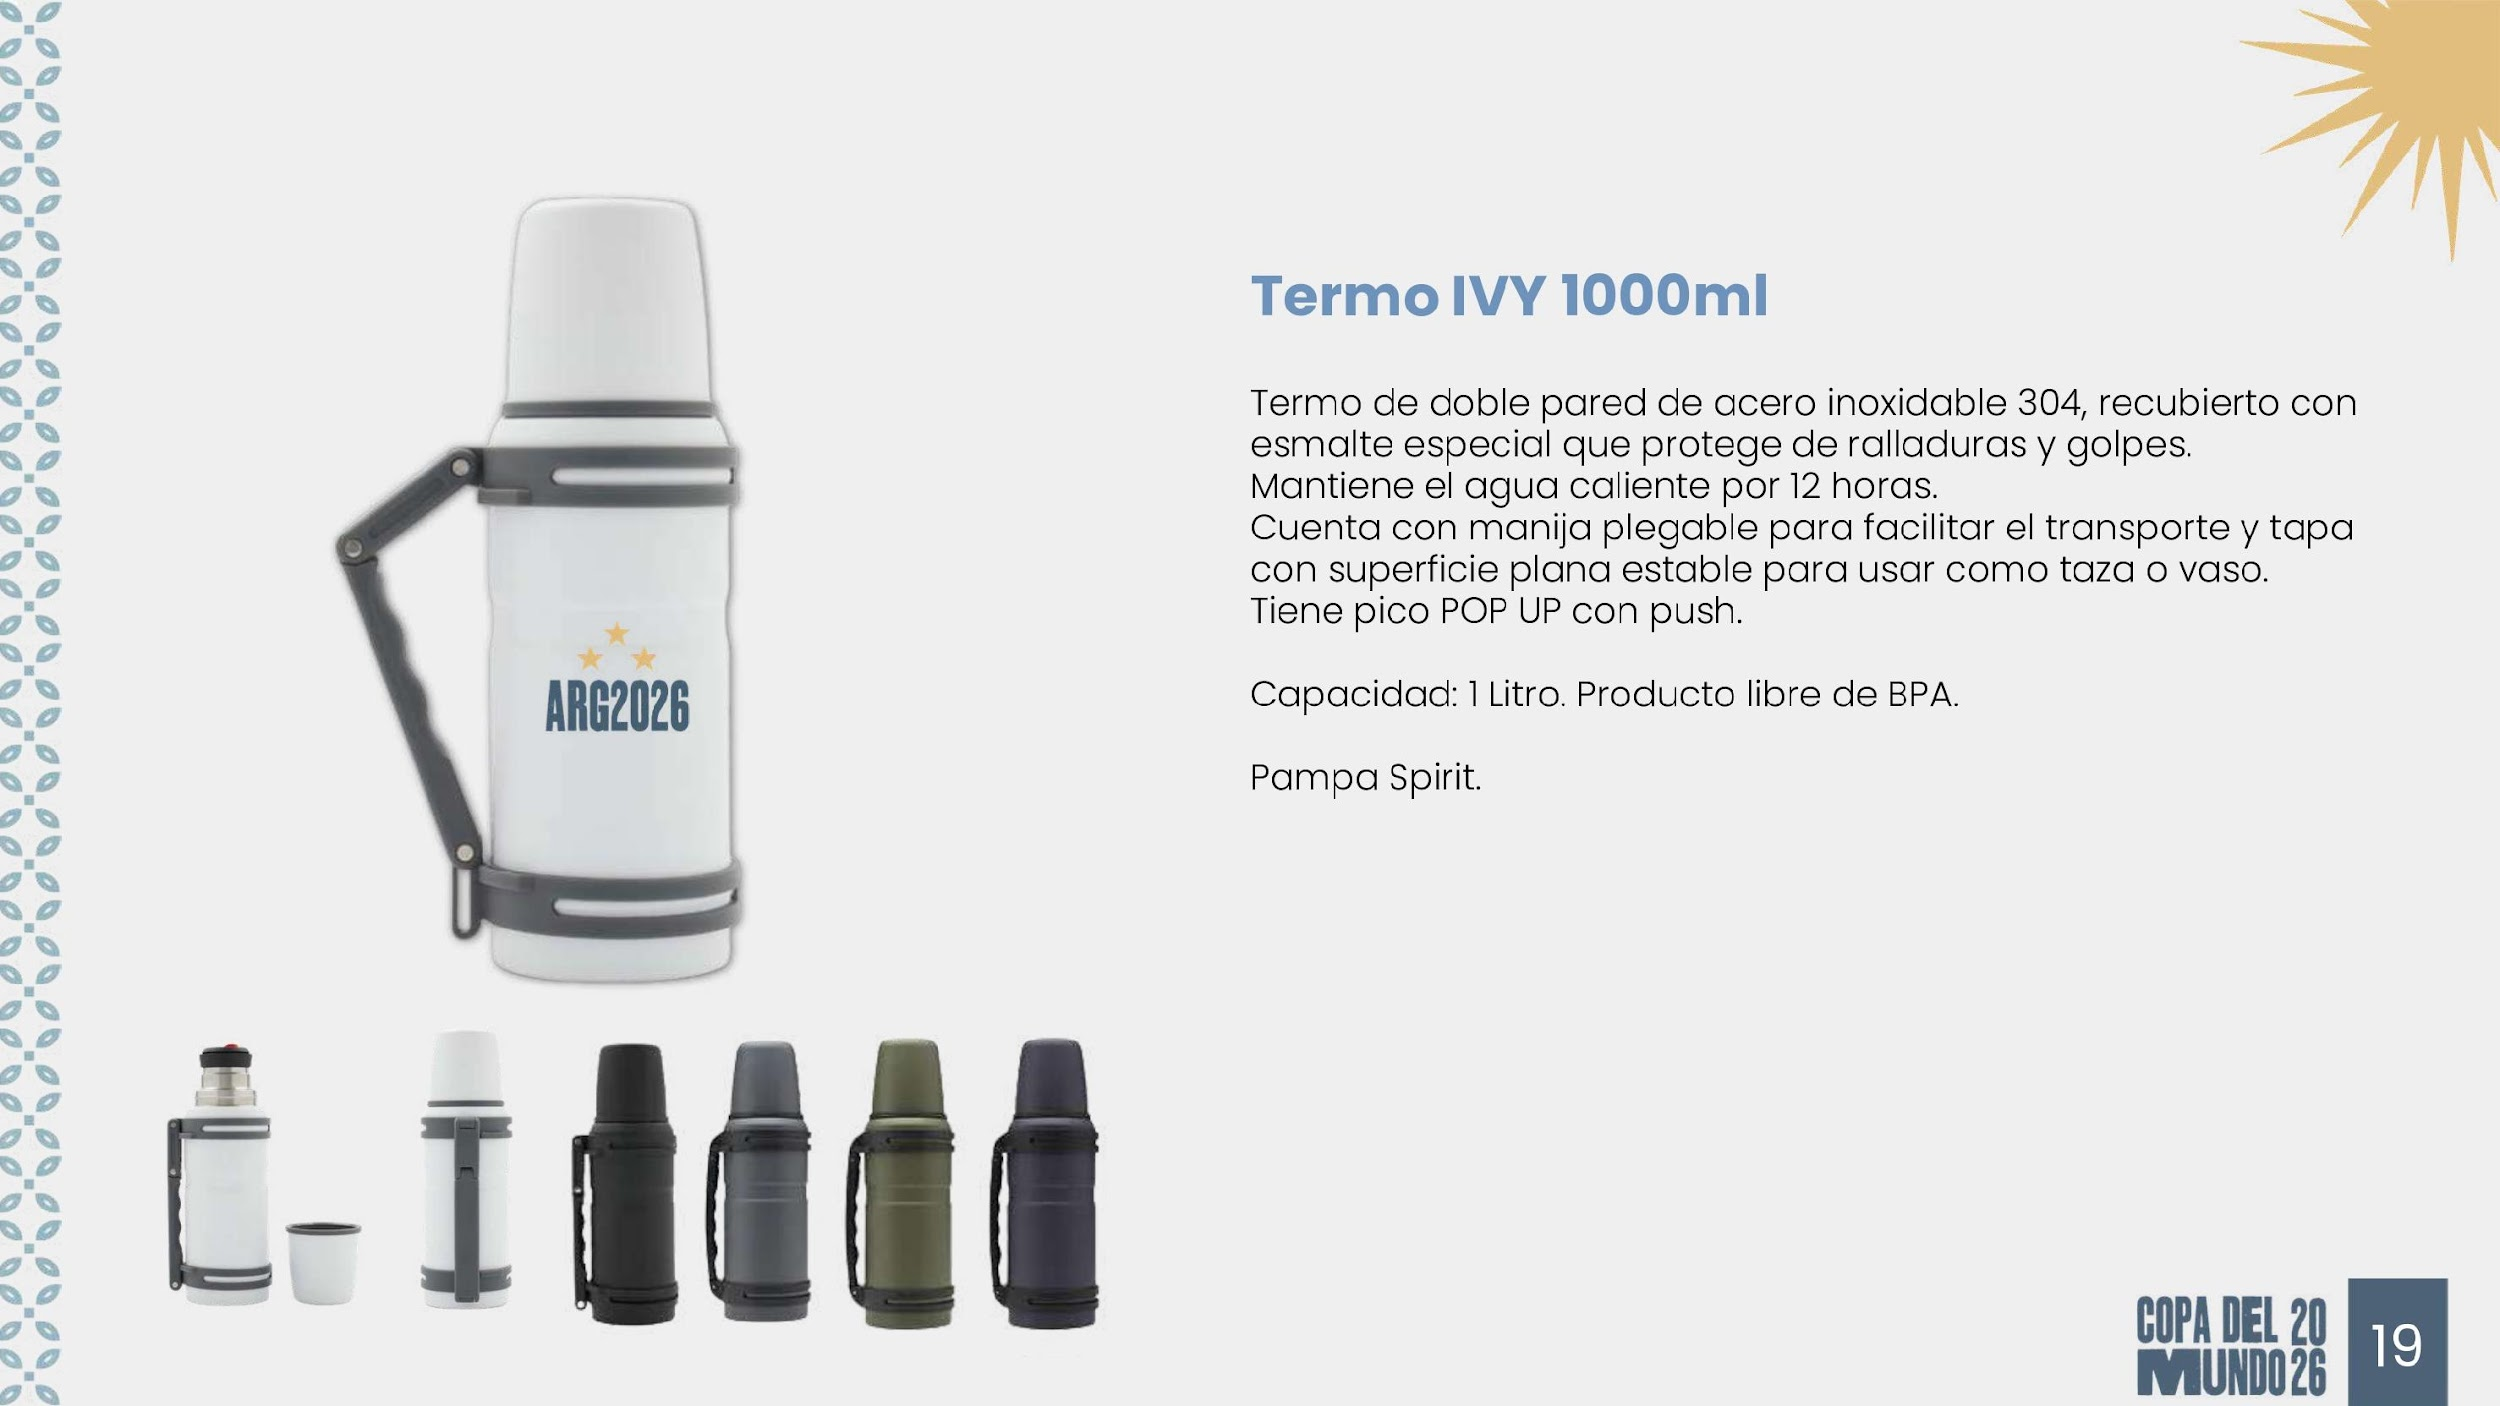 Termo IVY 1000ml
Termo de doble pared de acero inoxidable 304, recubierto con
esmalte especial que protege de ralladuras y golpes.
Mantiene el agua caliente por 12 horas.
Cuenta con manija plegable para facilitar el transporte y tapa
con superficie plana estable para usar como taza o vaso.
Tiene pico POP UP con push.
Capacidad: 1 Litro. Producto libre de BPA.
Pampa Spirit.
ARG2026
COPA DEL 20
MUNDO 26
19